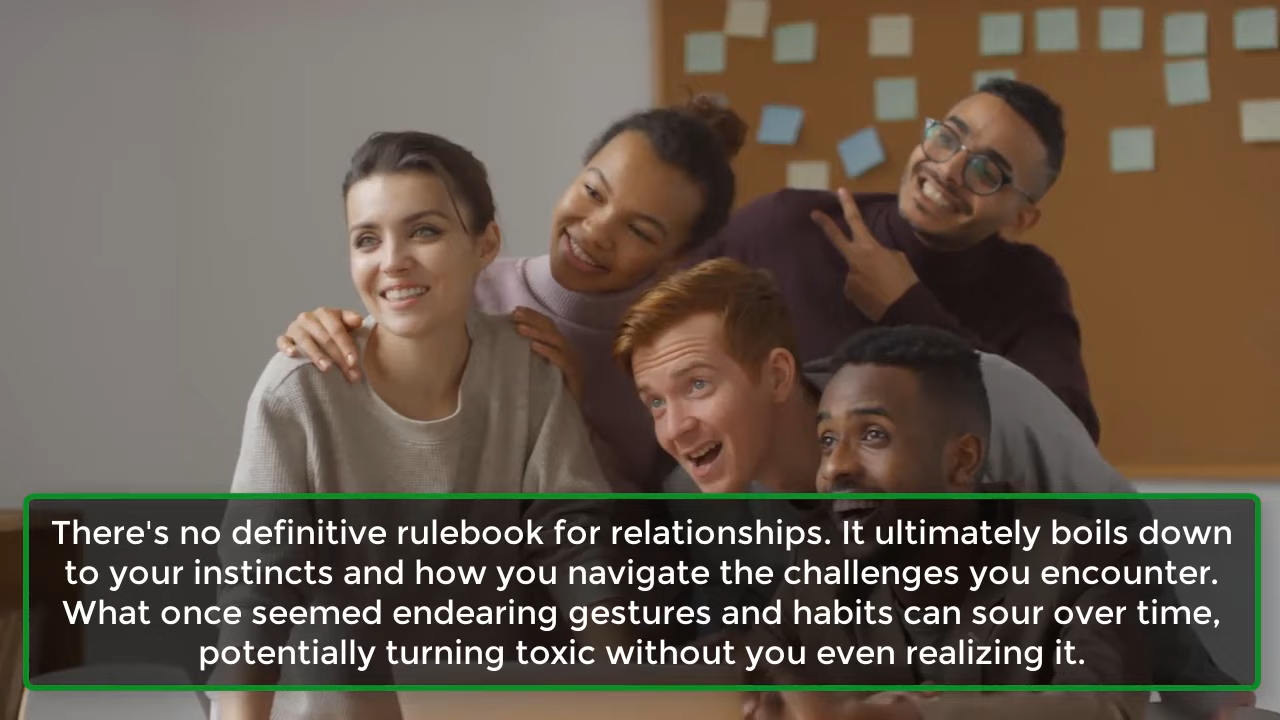 There's no definitive rulebook for relationships. It ultimately boils down
to your instincts and how you navigate the challenges you encounter.
What once seemed endearing gestures and habits can sour over time,
potentially turning toxic without you even realizing it.